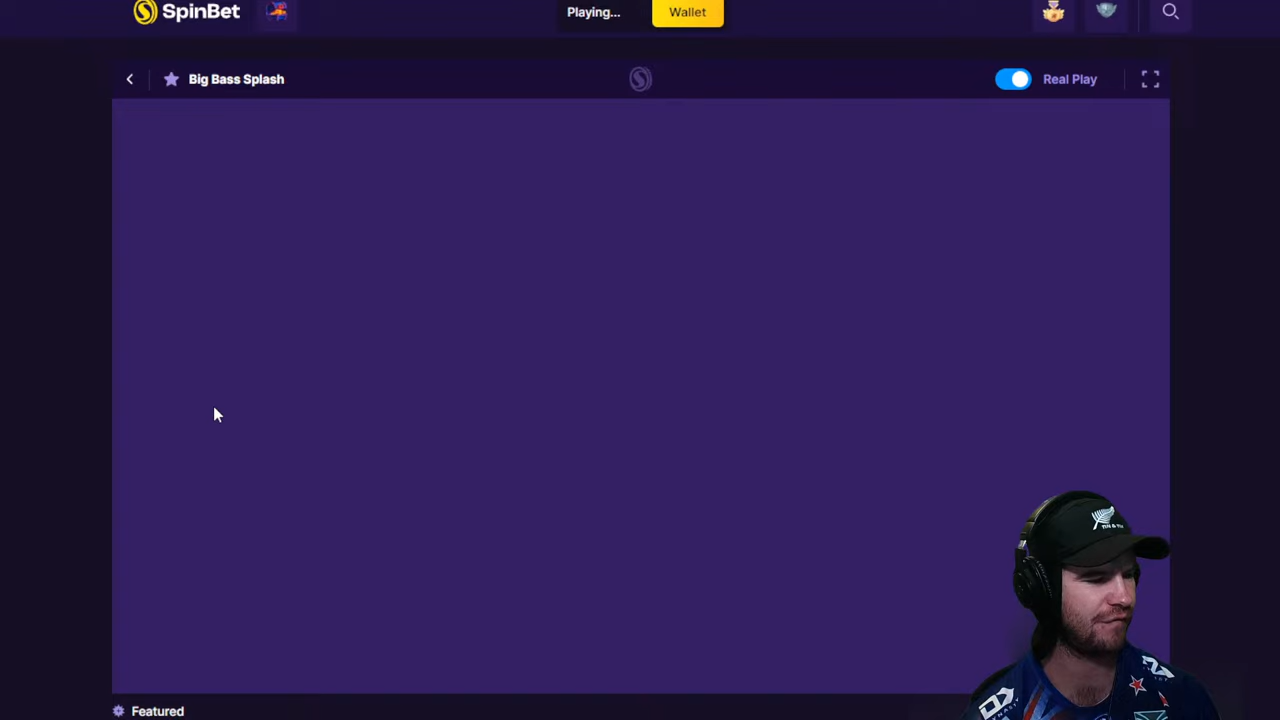 SpinBet
Playing...
Wallet
Big Bass Splash
Real Play
Featured